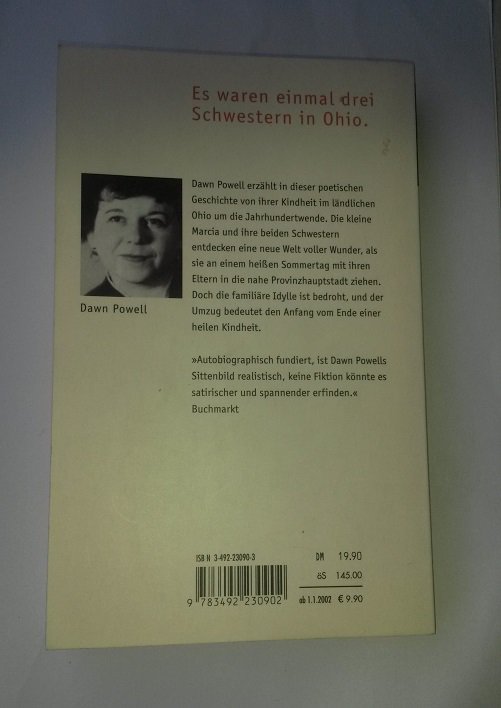 Es waren einmal drei
Schwestern in Ohio.
Dawn Powell erzählt in dieser poetischen
Geschichte von ihrer Kindheit im ländlichen
Ohio um die Jahrhundertwende. Die kleine
Marcia und ihre beiden Schwestern
entdecken eine neue Welt voller Wunder, als
sie an einem heißen Sommertag mit ihren
Eltern in die nahe Provinzhauptstadt ziehen.
Doch die familiäre Idylle ist bedroht, und der
Umzug bedeutet den Anfang vom Ende einer
heilen Kindheit.
Dawn Powell
»Autobiographisch fundiert, ist Dawn Powells
Sittenbild realistisch, keine Fiktion könnte es
satirischer und spannender erfinden.«
Buchmarkt
ISBN 3-492-23090-3
9 783492 230902
DM 19.90
öS 145.00
ab 1.1.2002 € 9.90